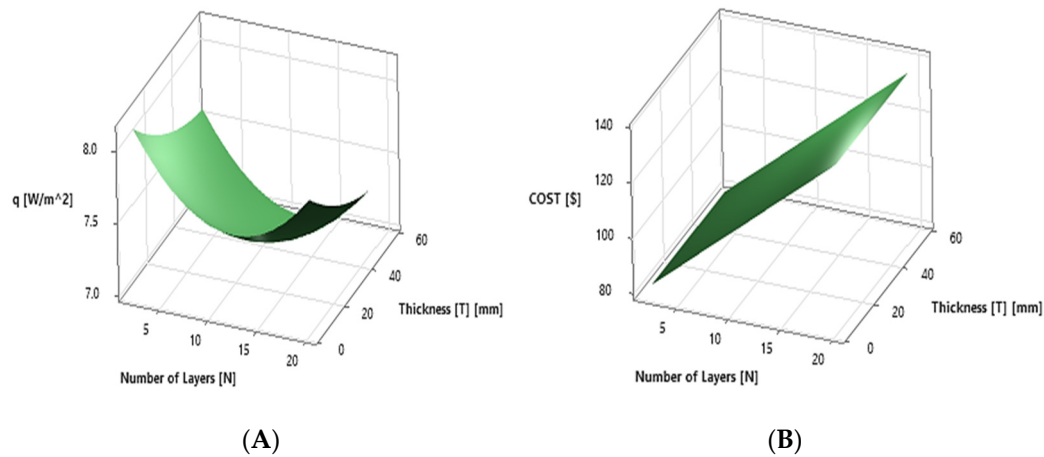 8.0
q [W/m^2]
7.5
7.0
5
10
15
20
0
20
40
60
Thickness [T] [mm]
Number of Layers [N]
(A)
140
120
COST [$]
100
80
5
10
15
20
0
20
40
60
Thickness [T] [mm]
Number of Layers [N]
(B)